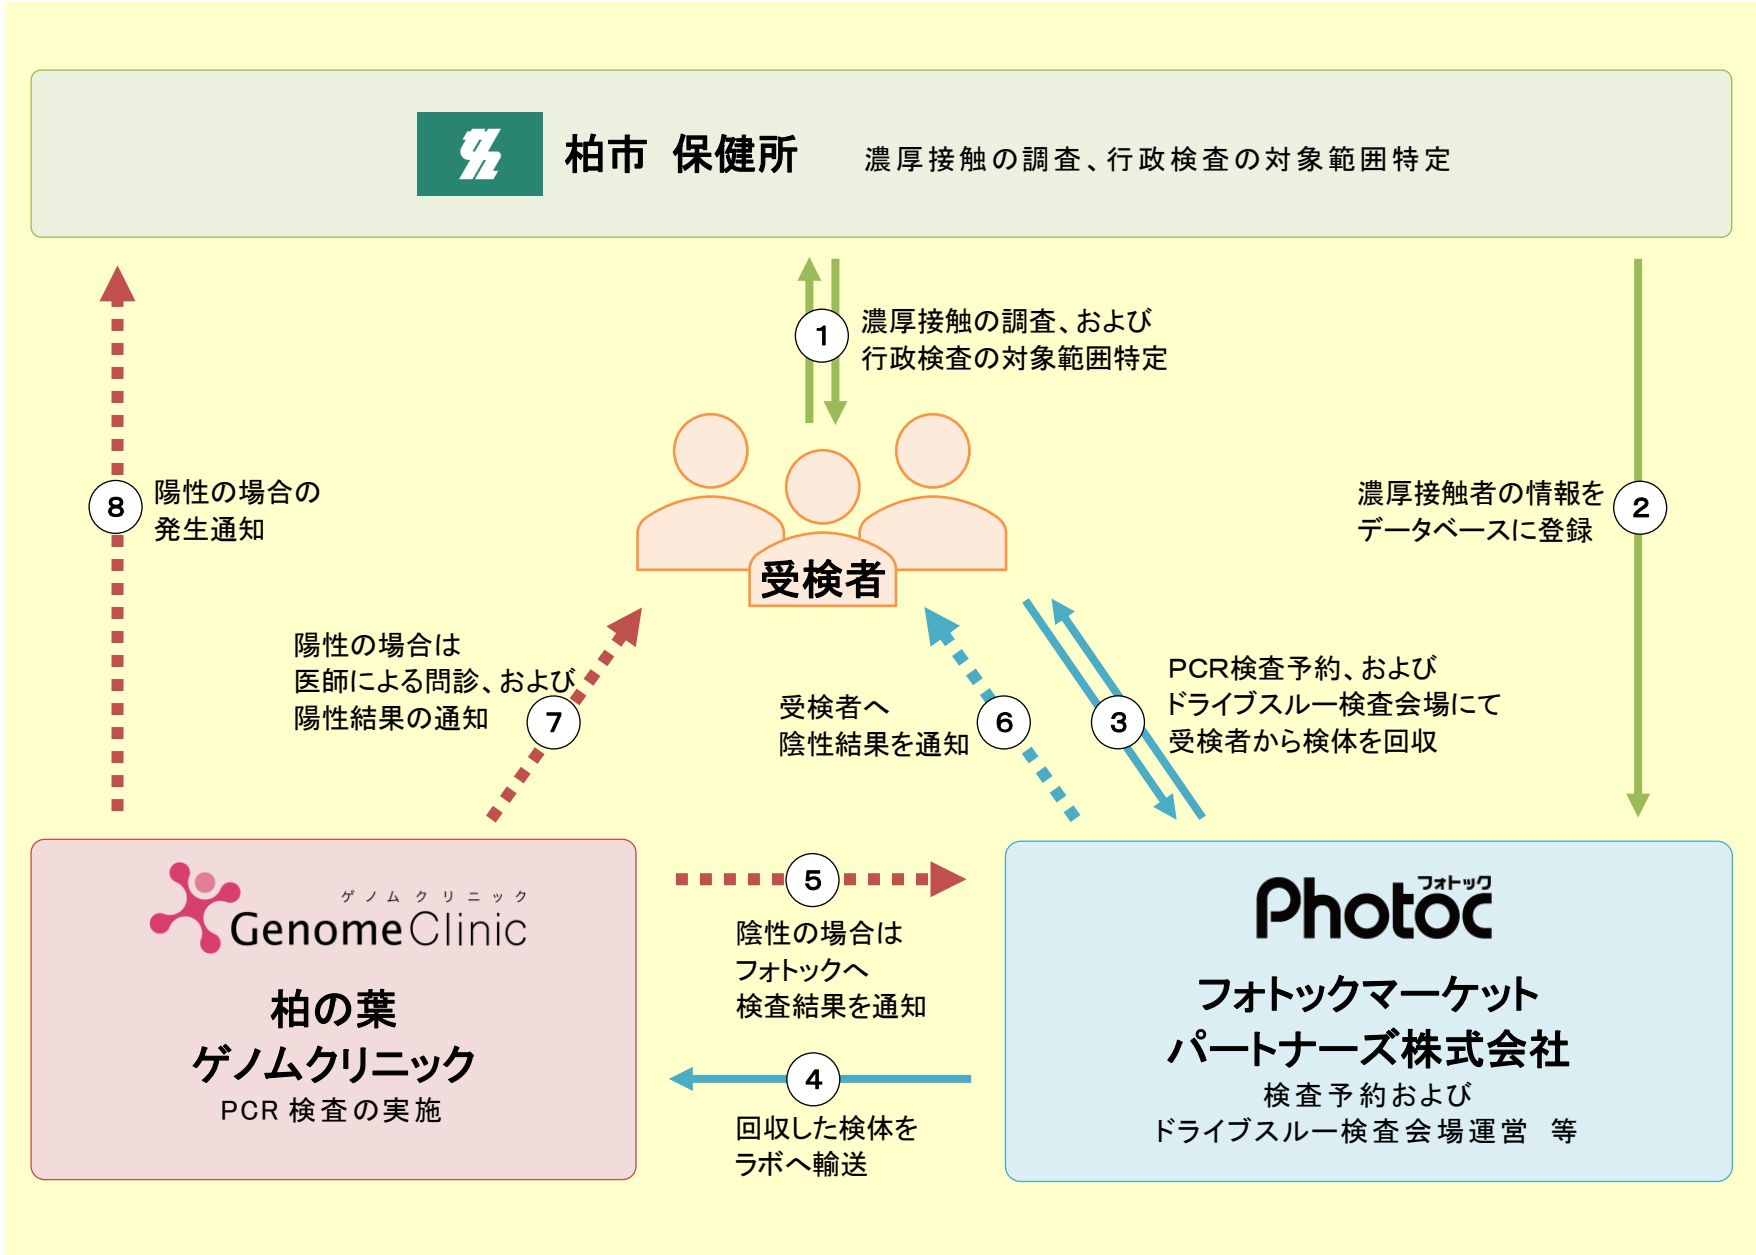 柏市 保健所
濃厚接触の調査、行政検査の対象範囲特定
1
濃厚接触の調査、および
行政検査の対象範囲特定
8
陽性の場合の
発生通知
濃厚接触者の情報を
データベースに登録
2
受検者
陽性の場合は
医師による問診、および
陽性結果の通知
7
受検者へ
陰性結果を通知
6
3
PCR検査予約、および
ドライブスルー検査会場にて
受検者から検体を回収
ゲノムクリニック
GenomeClinic
柏の葉
ゲノムクリニック
PCR 検査の実施
5
陰性の場合は
フォトックへ
検査結果を通知
4
回収した検体を
ラボへ輸送
フォトック
Photoc
フォトックマーケット
パートナーズ株式会社
検査予約および
ドライブスルー検査会場運営 等